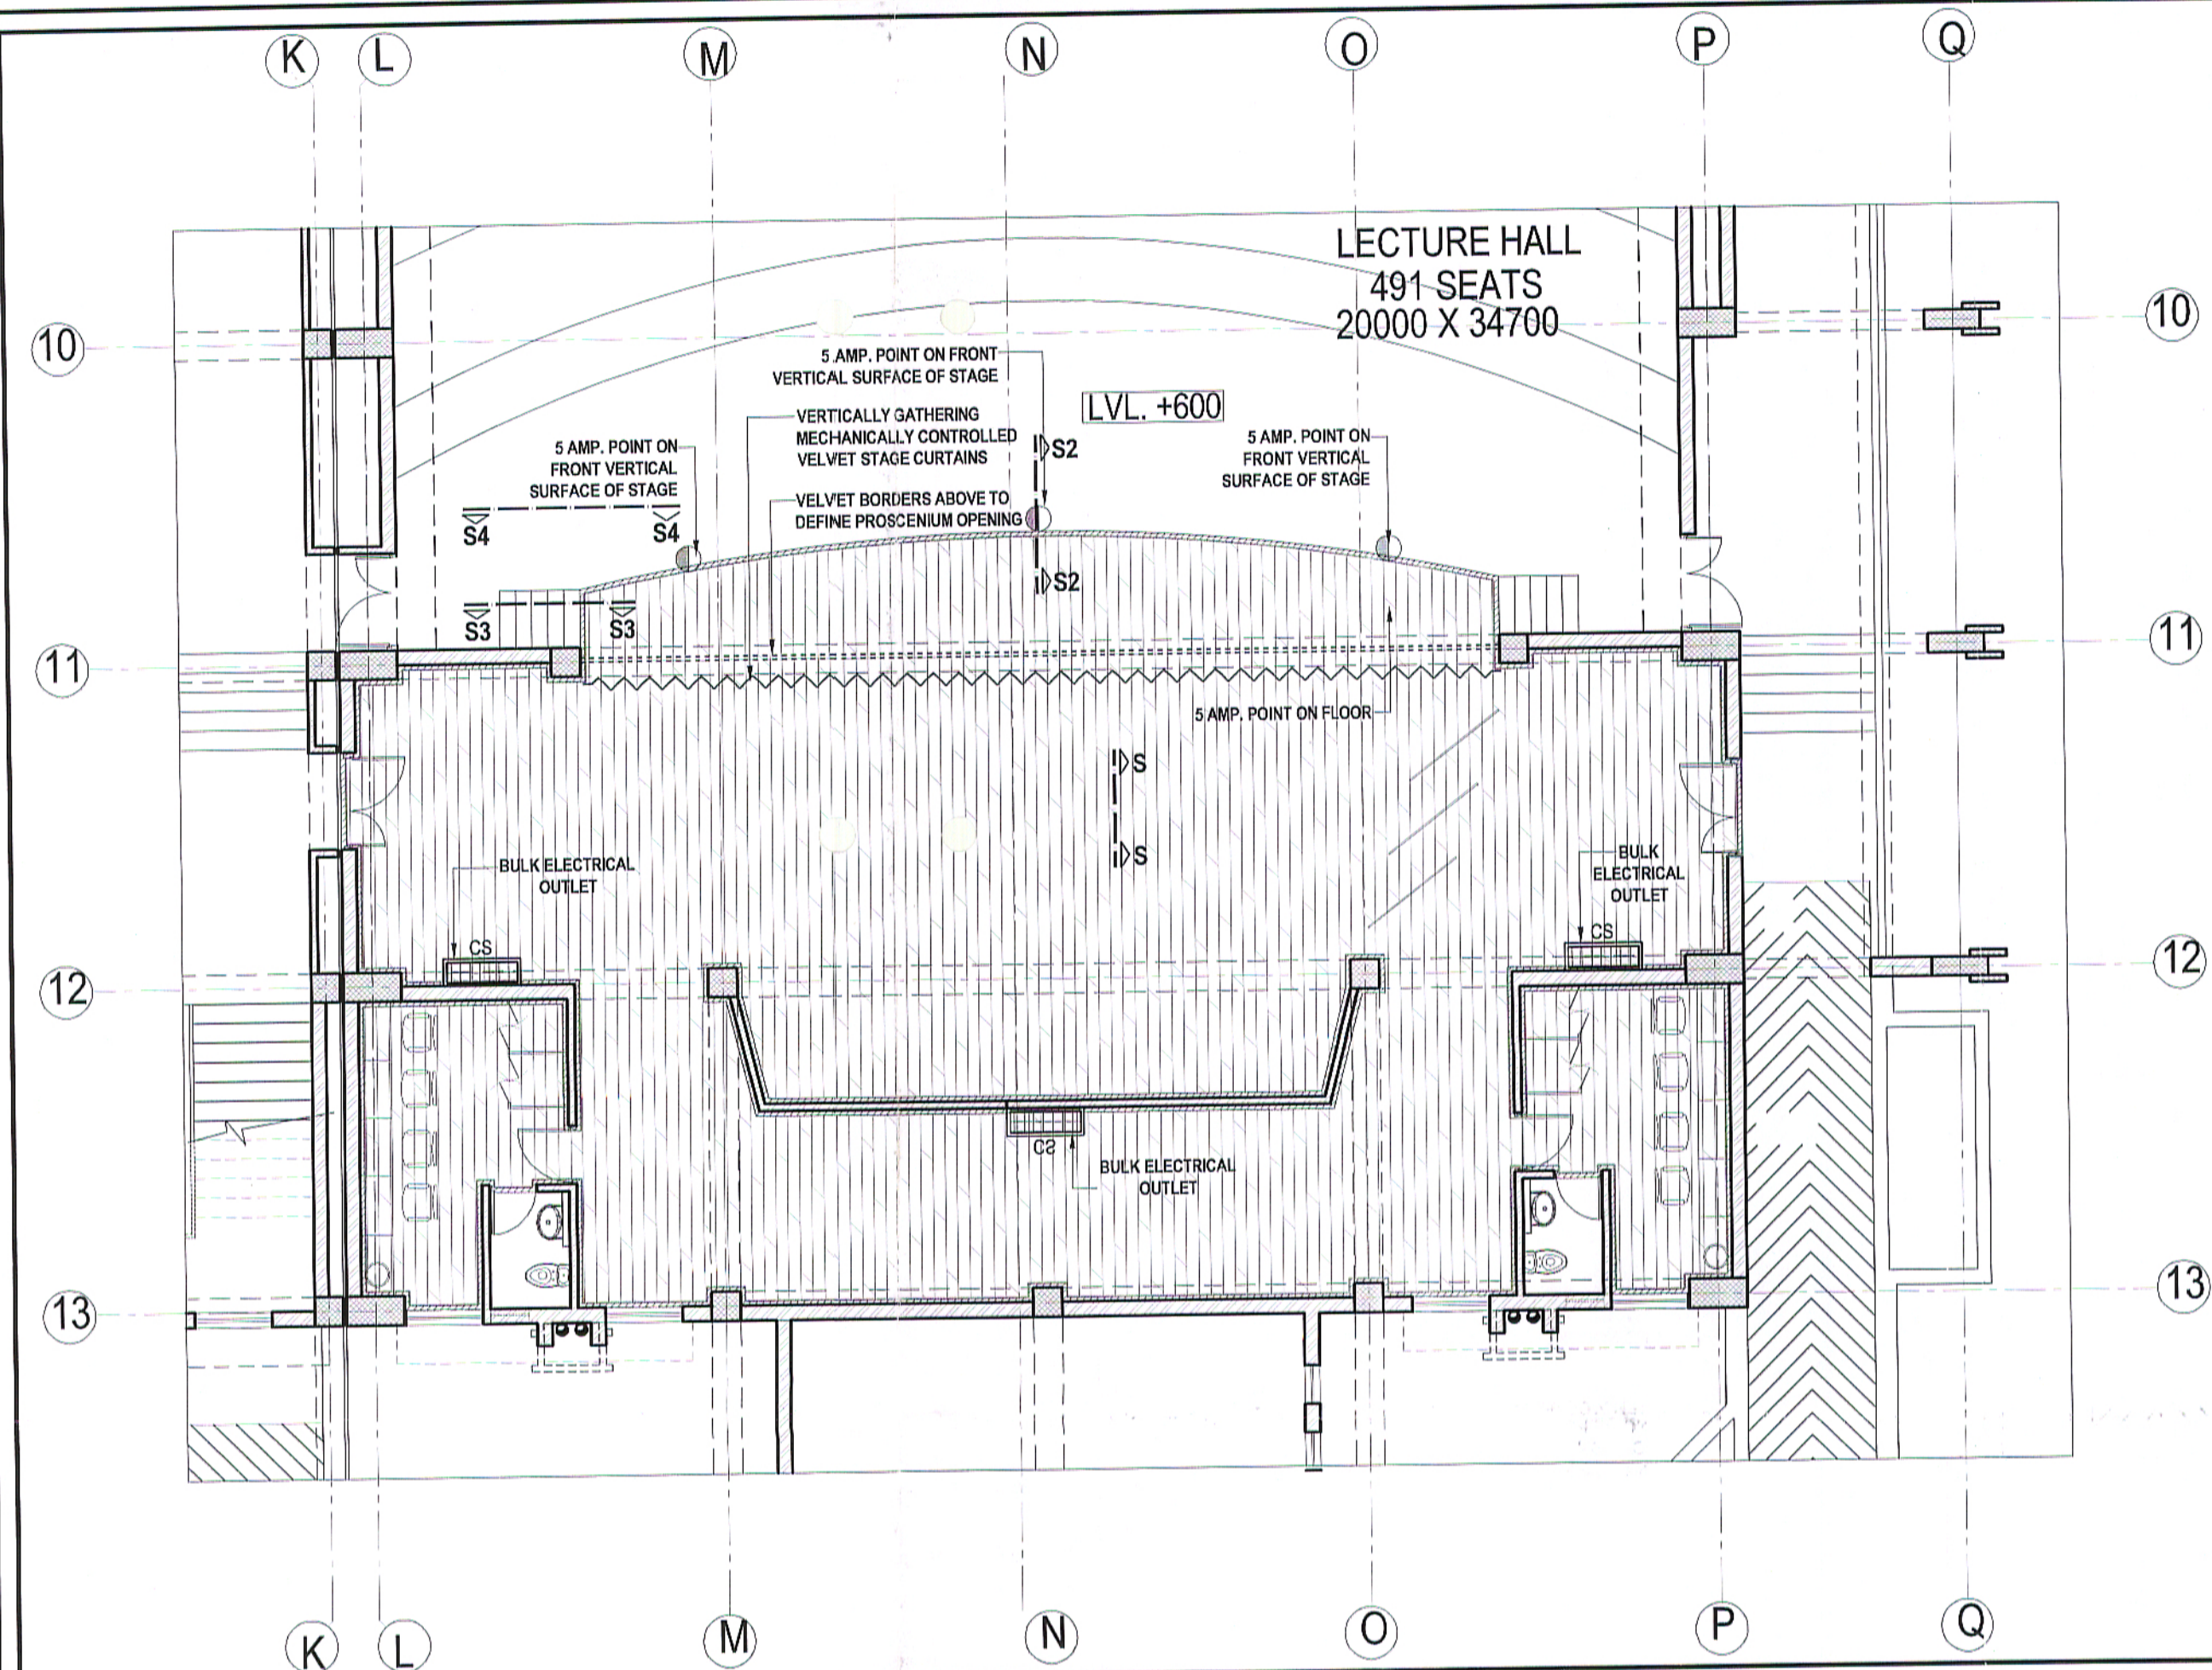 K L M N O P Q
LECTURE HALL
491 SEATS
20000 X 34700
10 10
5 AMP. POINT ON FRONT
VERTICAL SURFACE OF STAGE
LVL. +600
VERTICALLY GATHERING
MECHANICALLY CONTROLLED
VELVET STAGE CURTAINS
5 AMP. POINT ON
FRONT VERTICAL
SURFACE OF STAGE
S2
5 AMP. POINT ON
FRONT VERTICAL
SURFACE OF STAGE
VELVET BORDERS ABOVE TO
DEFINE PROSCENIUM OPENING
S4 S4
S2
S3 S3
11 11
5 AMP. POINT ON FLOOR
S
S
BULK ELECTRICAL
OUTLET
BULK
ELECTRICAL
OUTLET
CS
CS
12 12
CS
BULK ELECTRICAL
OUTLET
13 13
K L M N O P Q